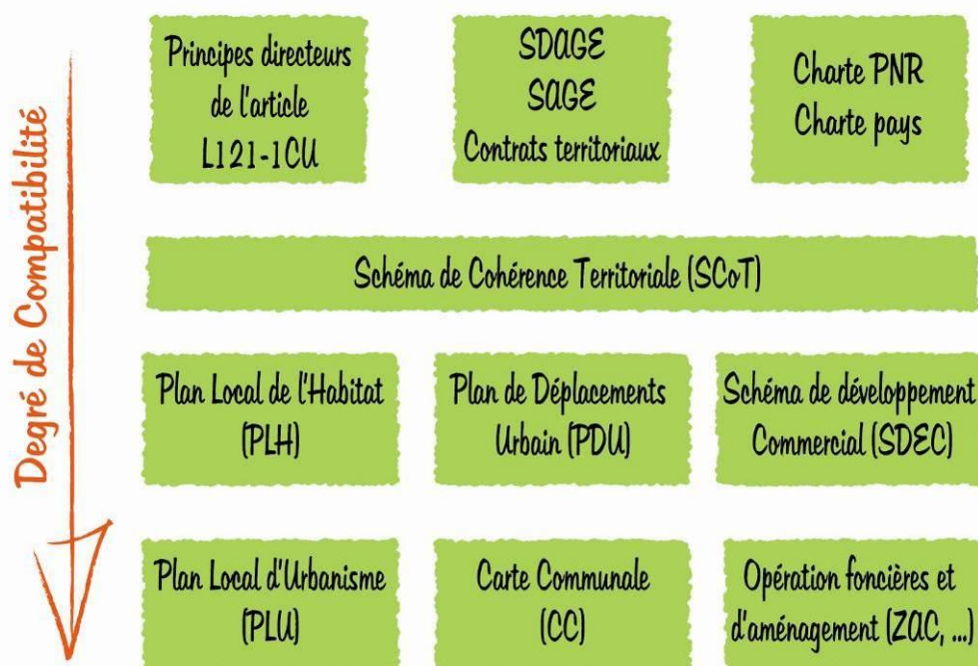 Degré de Compatibilité
Principes directeurs
de l'article
L121-1CU
SDAGE
SAGE
Contrats territoriaux
Charte PNR
Charte pays
Schéma de Cohérence Territoriale (SCoT)
Plan Local de l'Habitat
(PLH)
Plan de Déplacements
Urbain (PDU)
Schéma de développement
Commercial (SDEC)
Plan Local d'Urbanisme
(PLU)
Carte Communale
(CC)
Opération foncières et
d'aménagement (ZAC, ...)